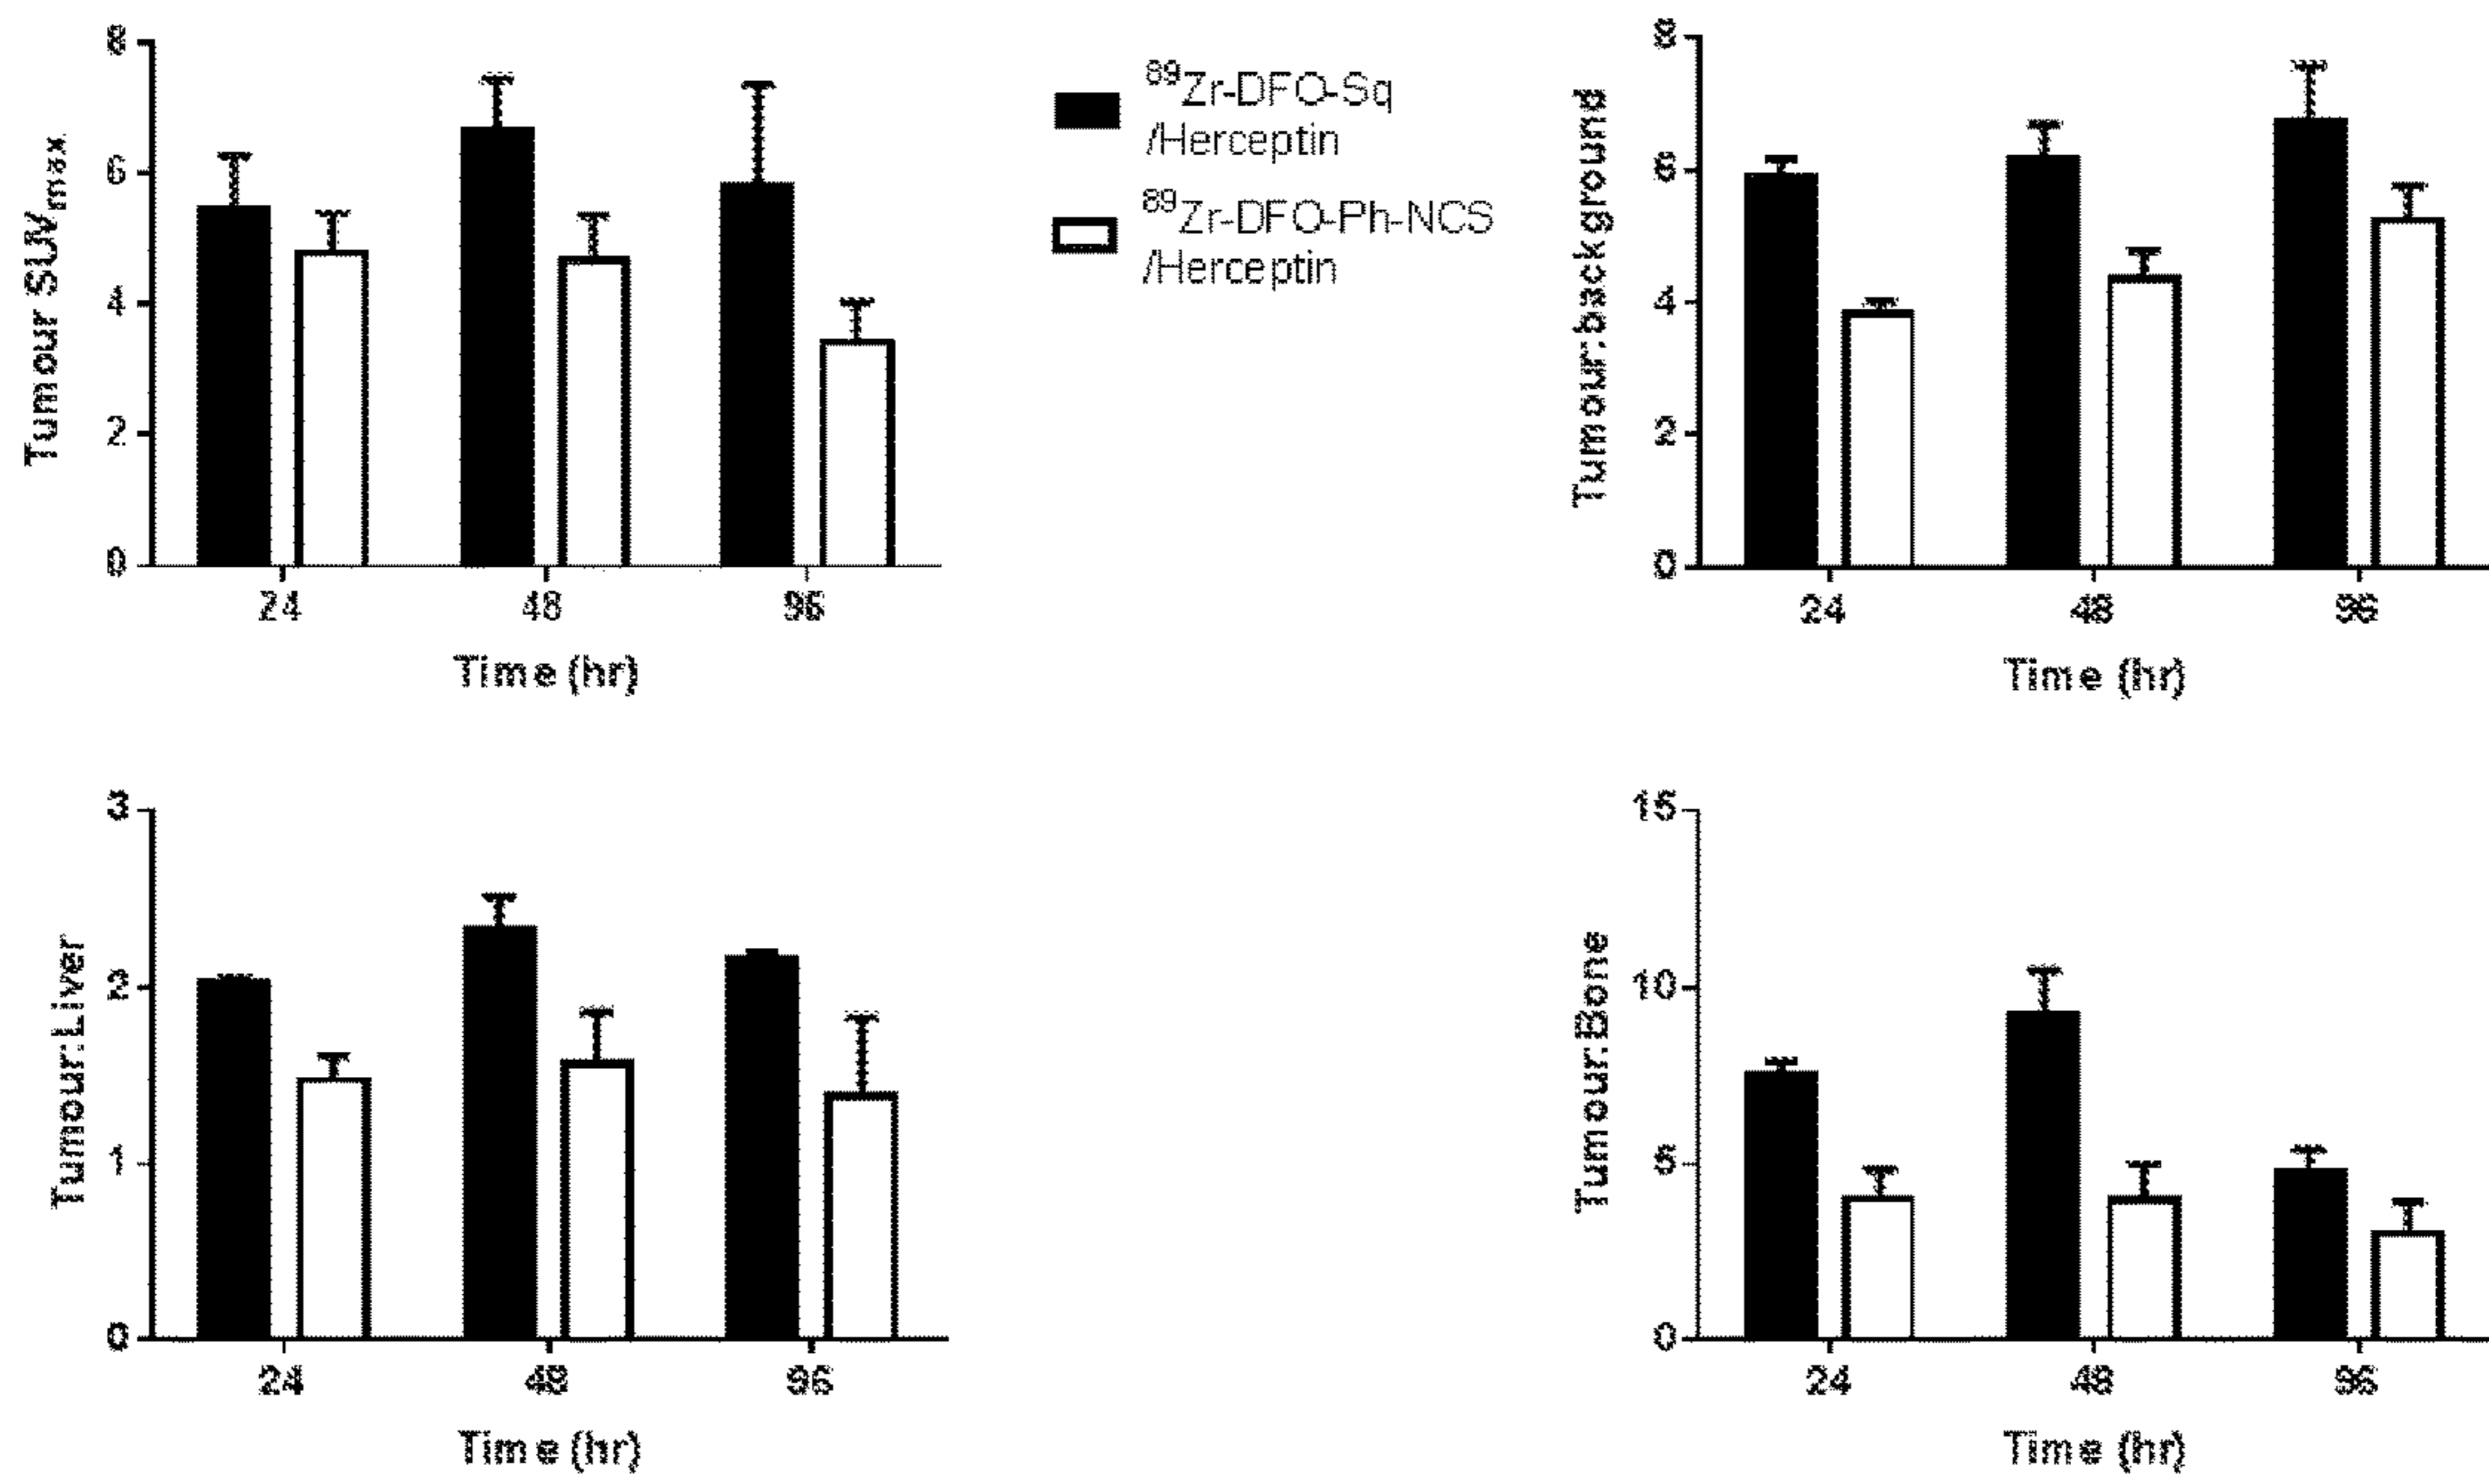 8
6
4
2
0
Tumour SUVmax
24 48 96
Time (hr)
89Zr-DFO-Sq
/Herceptin
89Zr-DFO-Ph-NCS
/Herceptin
8
6
4
2
0
Tumour:background
24 48 96
Time (hr)
3
2
1
0
Tumour:Liver
24 48 96
Time (hr)
15
10
5
0
Tumour:Bone
24 48 96
Time (hr)